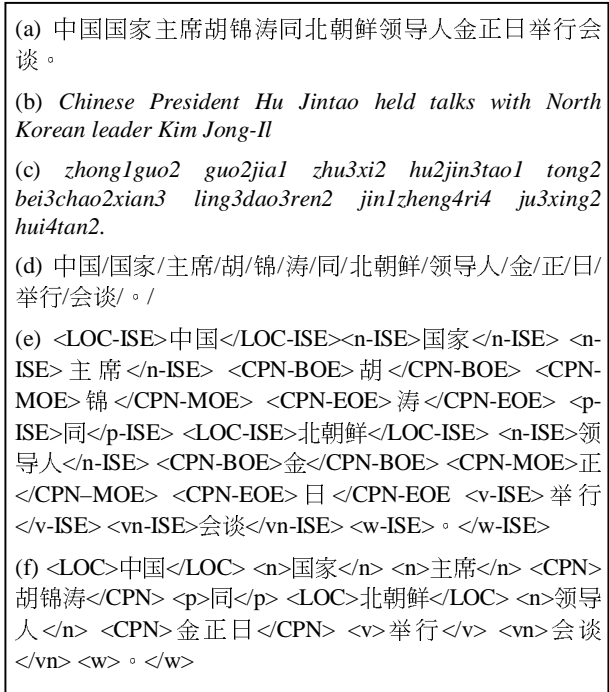 (a) 中国国家主席胡锦涛同北朝鲜领导人金正日举行会
谈。
(b) Chinese President Hu Jintao held talks with North
Korean leader Kim Jong-Il
(c) zhong1guo2 guo2jia1 zhu3xi2 hu2jin3tao1 tong2
bei3chao2xian3 ling3dao3ren2 jin1zheng4ri4 ju3xing2
hui4tan2.
(d) 中国/国家/主席/胡/锦/涛/同/北朝鲜/领导人/金/正/日/
举行/会谈/。/
(e) <LOC-ISE>中国</LOC-ISE><n-ISE>国家</n-ISE> <n-
ISE>主席</n-ISE> <CPN-BOE>胡</CPN-BOE> <CPN-
MOE>锦</CPN-MOE> <CPN-EOE>涛</CPN-EOE> <p-
ISE>同</p-ISE> <LOC-ISE>北朝鲜</LOC-ISE> <n-ISE>领
导人</n-ISE> <CPN-BOE>金</CPN-BOE> <CPN-MOE>正
</CPN–MOE> <CPN-EOE>日</CPN-EOE <v-ISE>举行
</v-ISE> <vn-ISE>会谈</vn-ISE> <w-ISE>。</w-ISE>
(f) <LOC>中国</LOC> <n>国家</n> <n>主席</n> <CPN>
胡锦涛</CPN> <p>同</p> <LOC>北朝鲜</LOC> <n>领导
人</n> <CPN>金正日</CPN> <v>举行</v> <vn>会谈
</vn> <w>。</w>